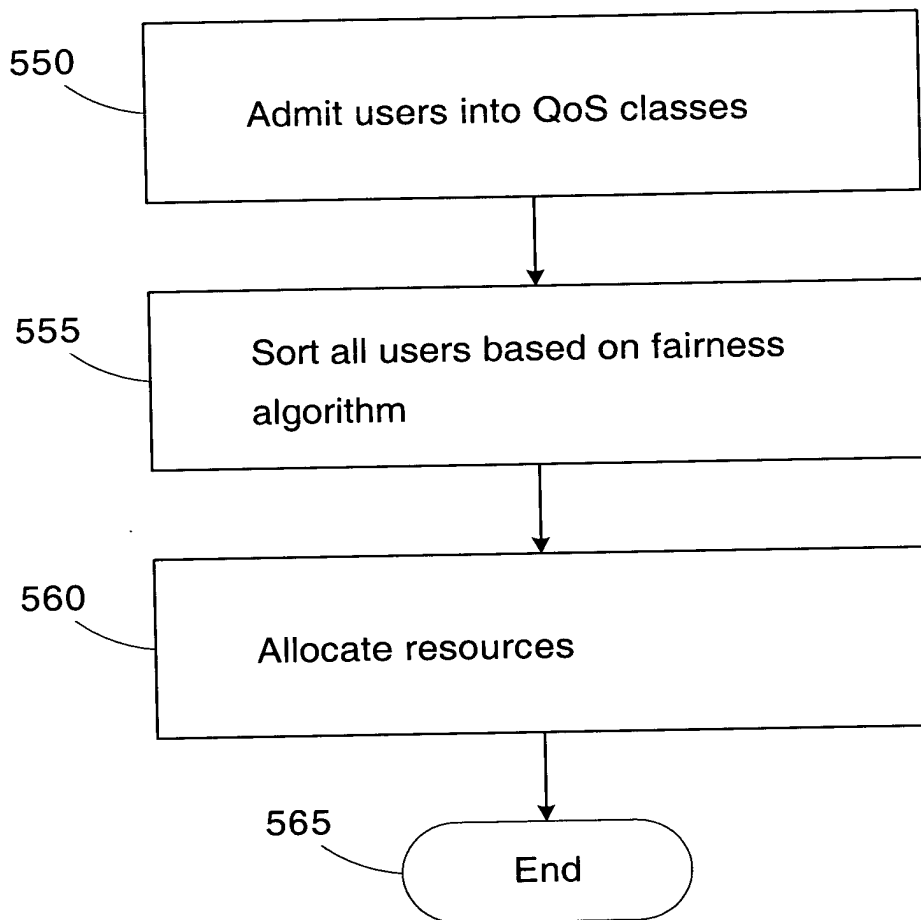 550
Admit users into QoS classes
555
Sort all users based on fairness
algorithm
560
Allocate resources
565
End